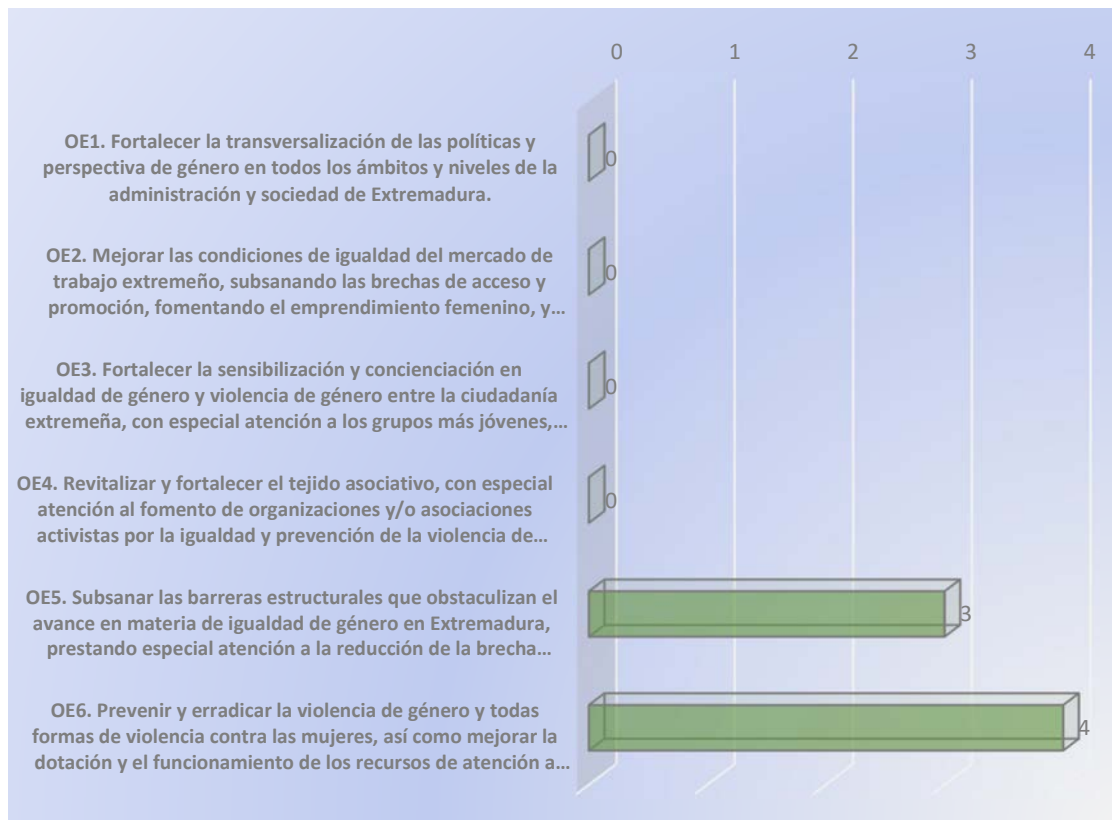 0 1 2 3 4
OE1. Fortalecer la transversalización de las políticas y
perspectiva de género en todos los ámbitos y niveles de la
administración y sociedad de Extremadura.
0
OE2. Mejorar las condiciones de igualdad del mercado de
trabajo extremeño, subsanando las brechas de acceso y
promoción, fomentando el emprendimiento femenino, y…
0
OE3. Fortalecer la sensibilización y concienciación en
igualdad de género y violencia de género entre la ciudadanía
extremeña, con especial atención a los grupos más jóvenes,…
0
OE4. Revitalizar y fortalecer el tejido asociativo, con especial
atención al fomento de organizaciones y/o asociaciones
activistas por la igualdad y prevención de la violencia de…
0
OE5. Subsanar las barreras estructurales que obstaculizan el
avance en materia de igualdad de género en Extremadura,
prestando especial atención a la reducción de la brecha…
3
OE6. Prevenir y erradicar la violencia de género y todas
formas de violencia contra las mujeres, así como mejorar la
dotación y el funcionamiento de los recursos de atención a…
4